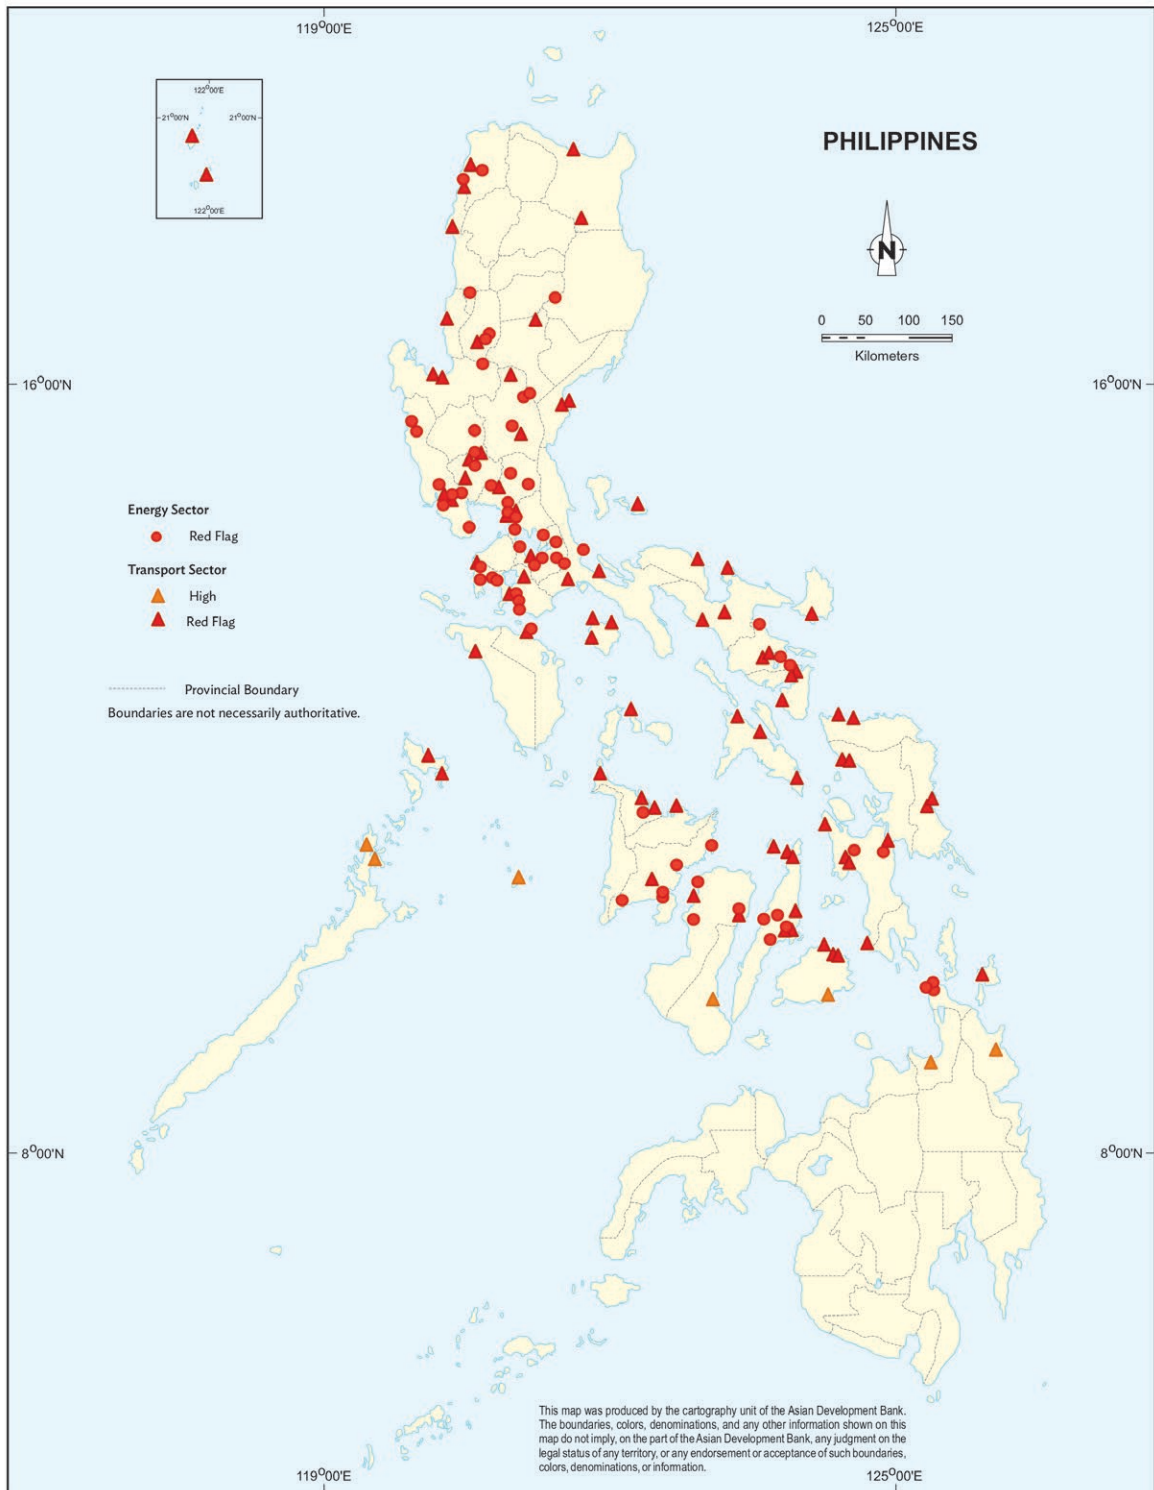 119°00'E
125°00'E
122°00'E
21°00'N
21°00'N
122°00'E
PHILIPPINES
N
0 50 100 150
Kilometers
16°00'N
16°00'N
Energy Sector
Red Flag
Transport Sector
High
Red Flag
Provincial Boundary
Boundaries are not necessarily authoritative.
8°00'N
8°00'N
This map was produced by the cartography unit of the Asian Development Bank.
The boundaries, colors, denominations, and any other information shown on this
map do not imply, on the part of the Asian Development Bank, any judgment on the
legal status of any territory, or any endorsement or acceptance of such boundaries,
colors, denominations, or information.
119°00'E
125°00'E